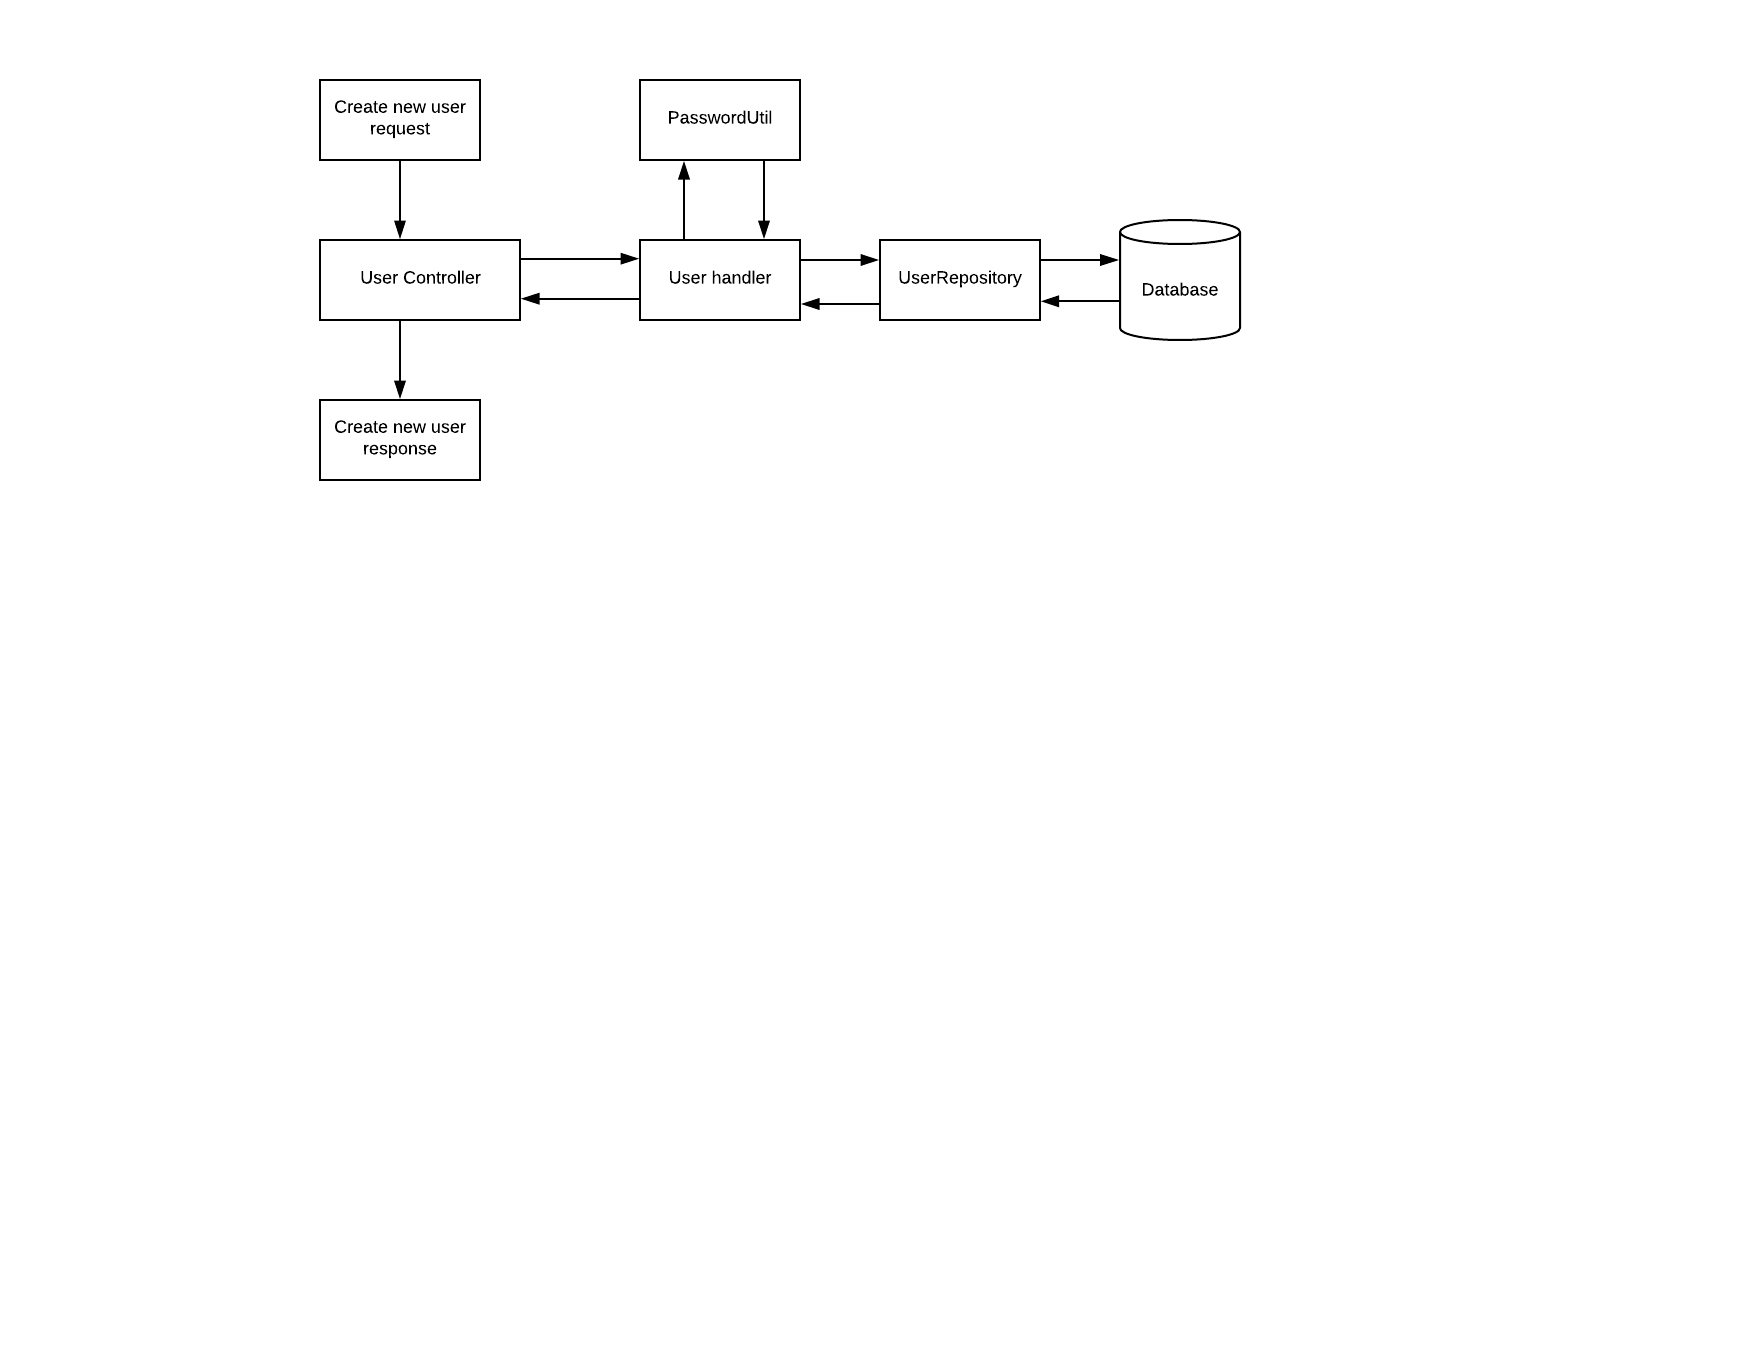 Create new user
request
PasswordUtil
User Controller
User handler
UserRepository
Database
Create new user
response